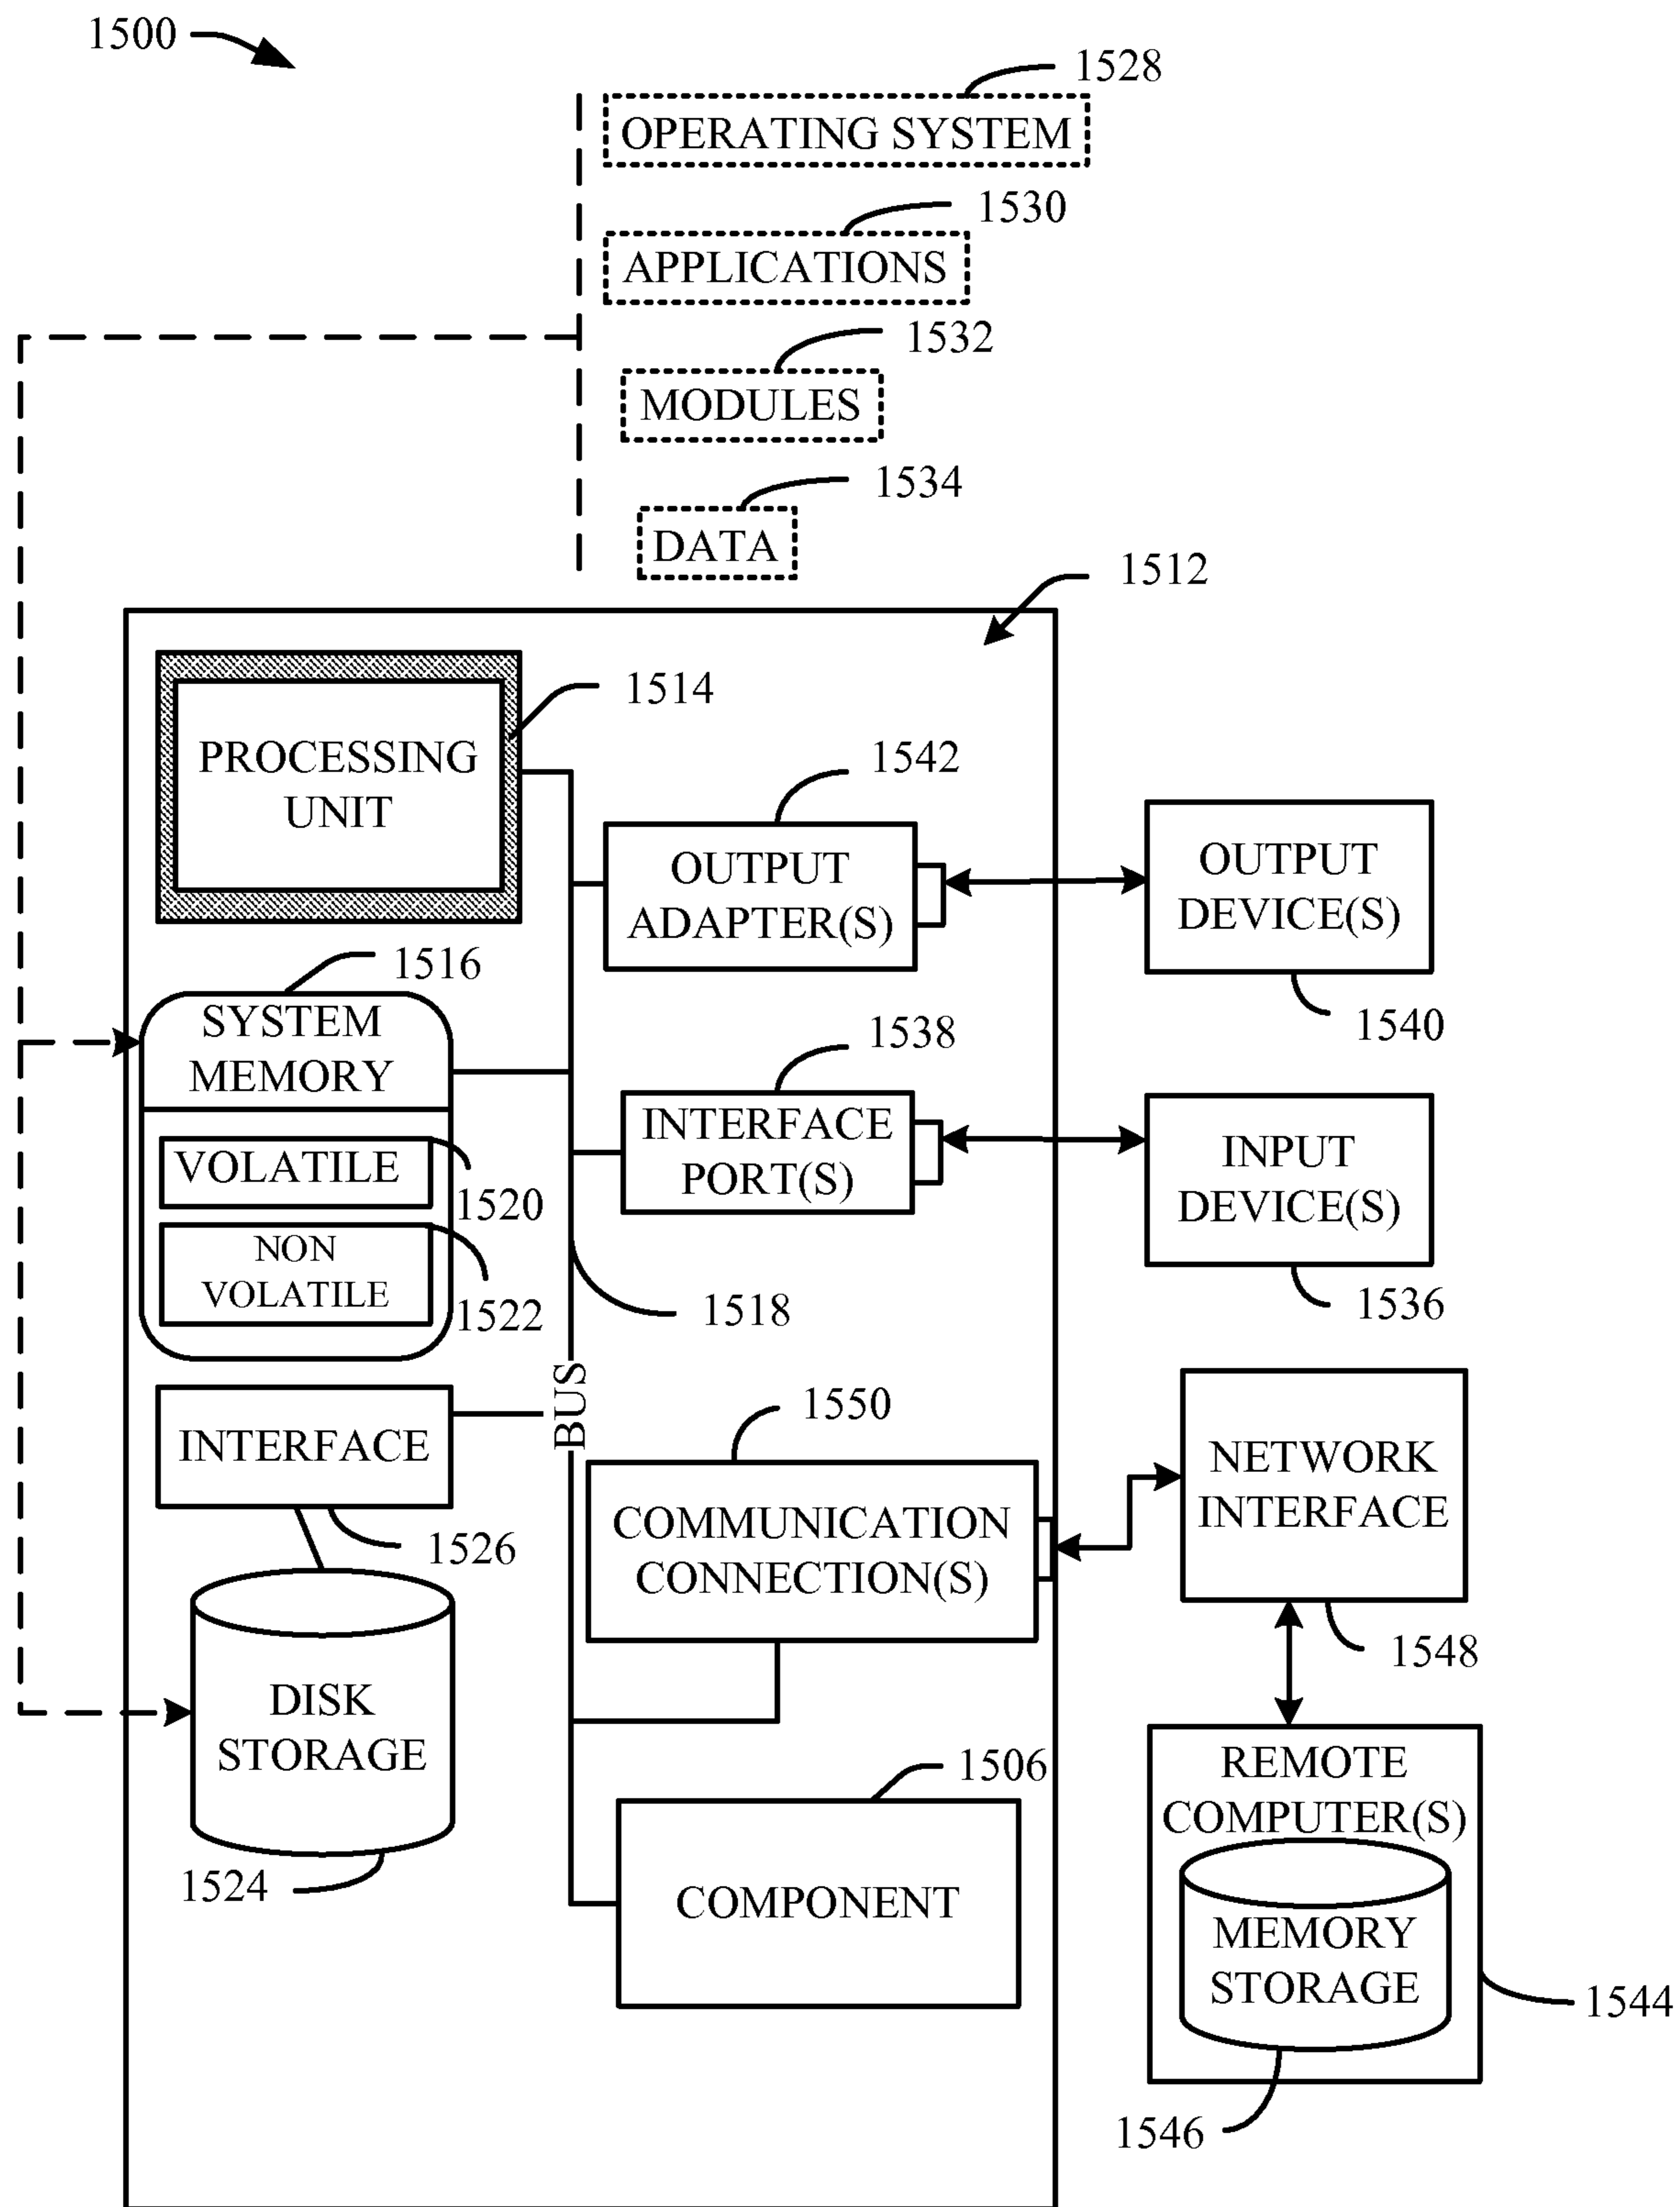 1500
1528
OPERATING SYSTEM
1530
APPLICATIONS
1532
MODULES
1534
DATA
1512
1514
PROCESSING
UNIT
1542
OUTPUT
ADAPTER(S)
OUTPUT
DEVICE(S)
1540
1516
SYSTEM
MEMORY
1538
INTERFACE
PORT(S)
INPUT
DEVICE(S)
1536
VOLATILE
1520
NON
VOLATILE
1522
1518
BUS
INTERFACE
1526
1550
COMMUNICATION
CONNECTION(S)
NETWORK
INTERFACE
1548
DISK
STORAGE
1524
1506
COMPONENT
REMOTE
COMPUTER(S)
MEMORY
STORAGE
1544
1546